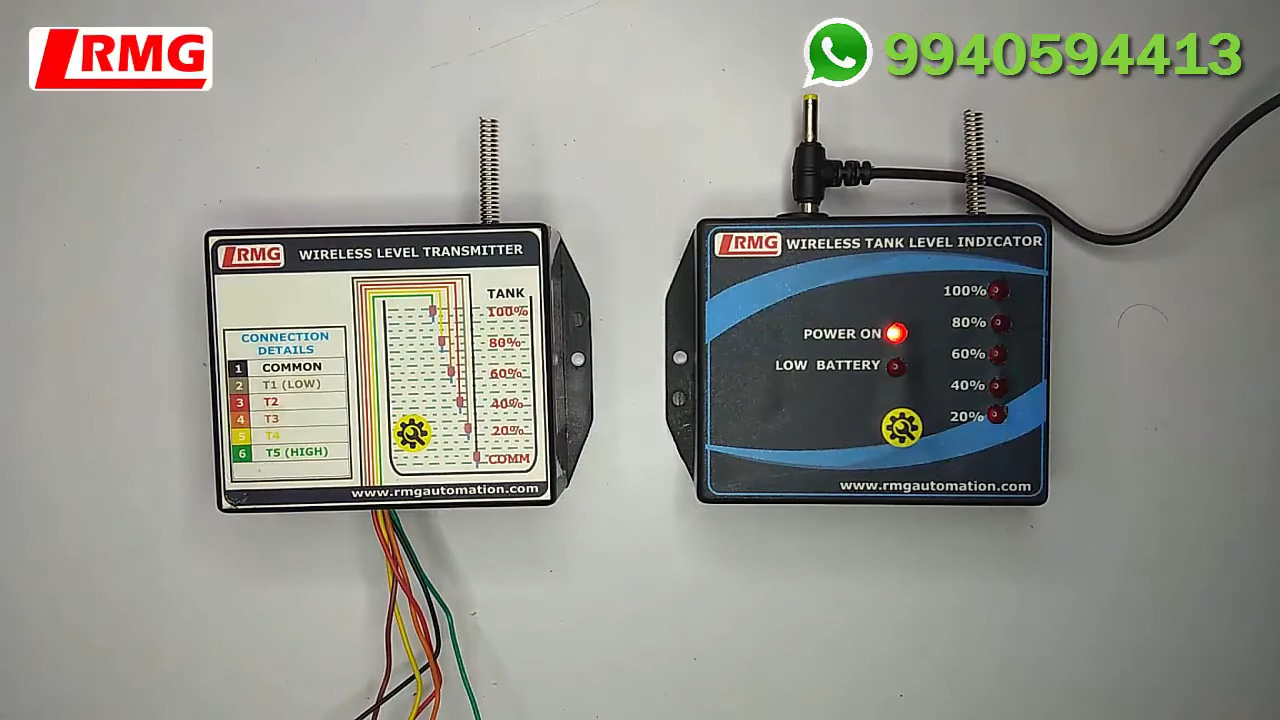 RMG
9940594413
RMG WIRELESS LEVEL TRANSMITTER
TANK
100%
80%
60%
40%
20%
COMM
CONNECTION
DETAILS
1 COMMON
2 T1 (LOW)
3 T2
4 T3
5 T4
6 T5 (HIGH)
www.rmgautomation.com
RMG WIRELESS TANK LEVEL INDICATOR
POWER ON
LOW BATTERY
100%
80%
60%
40%
20%
www.rmgautomation.com